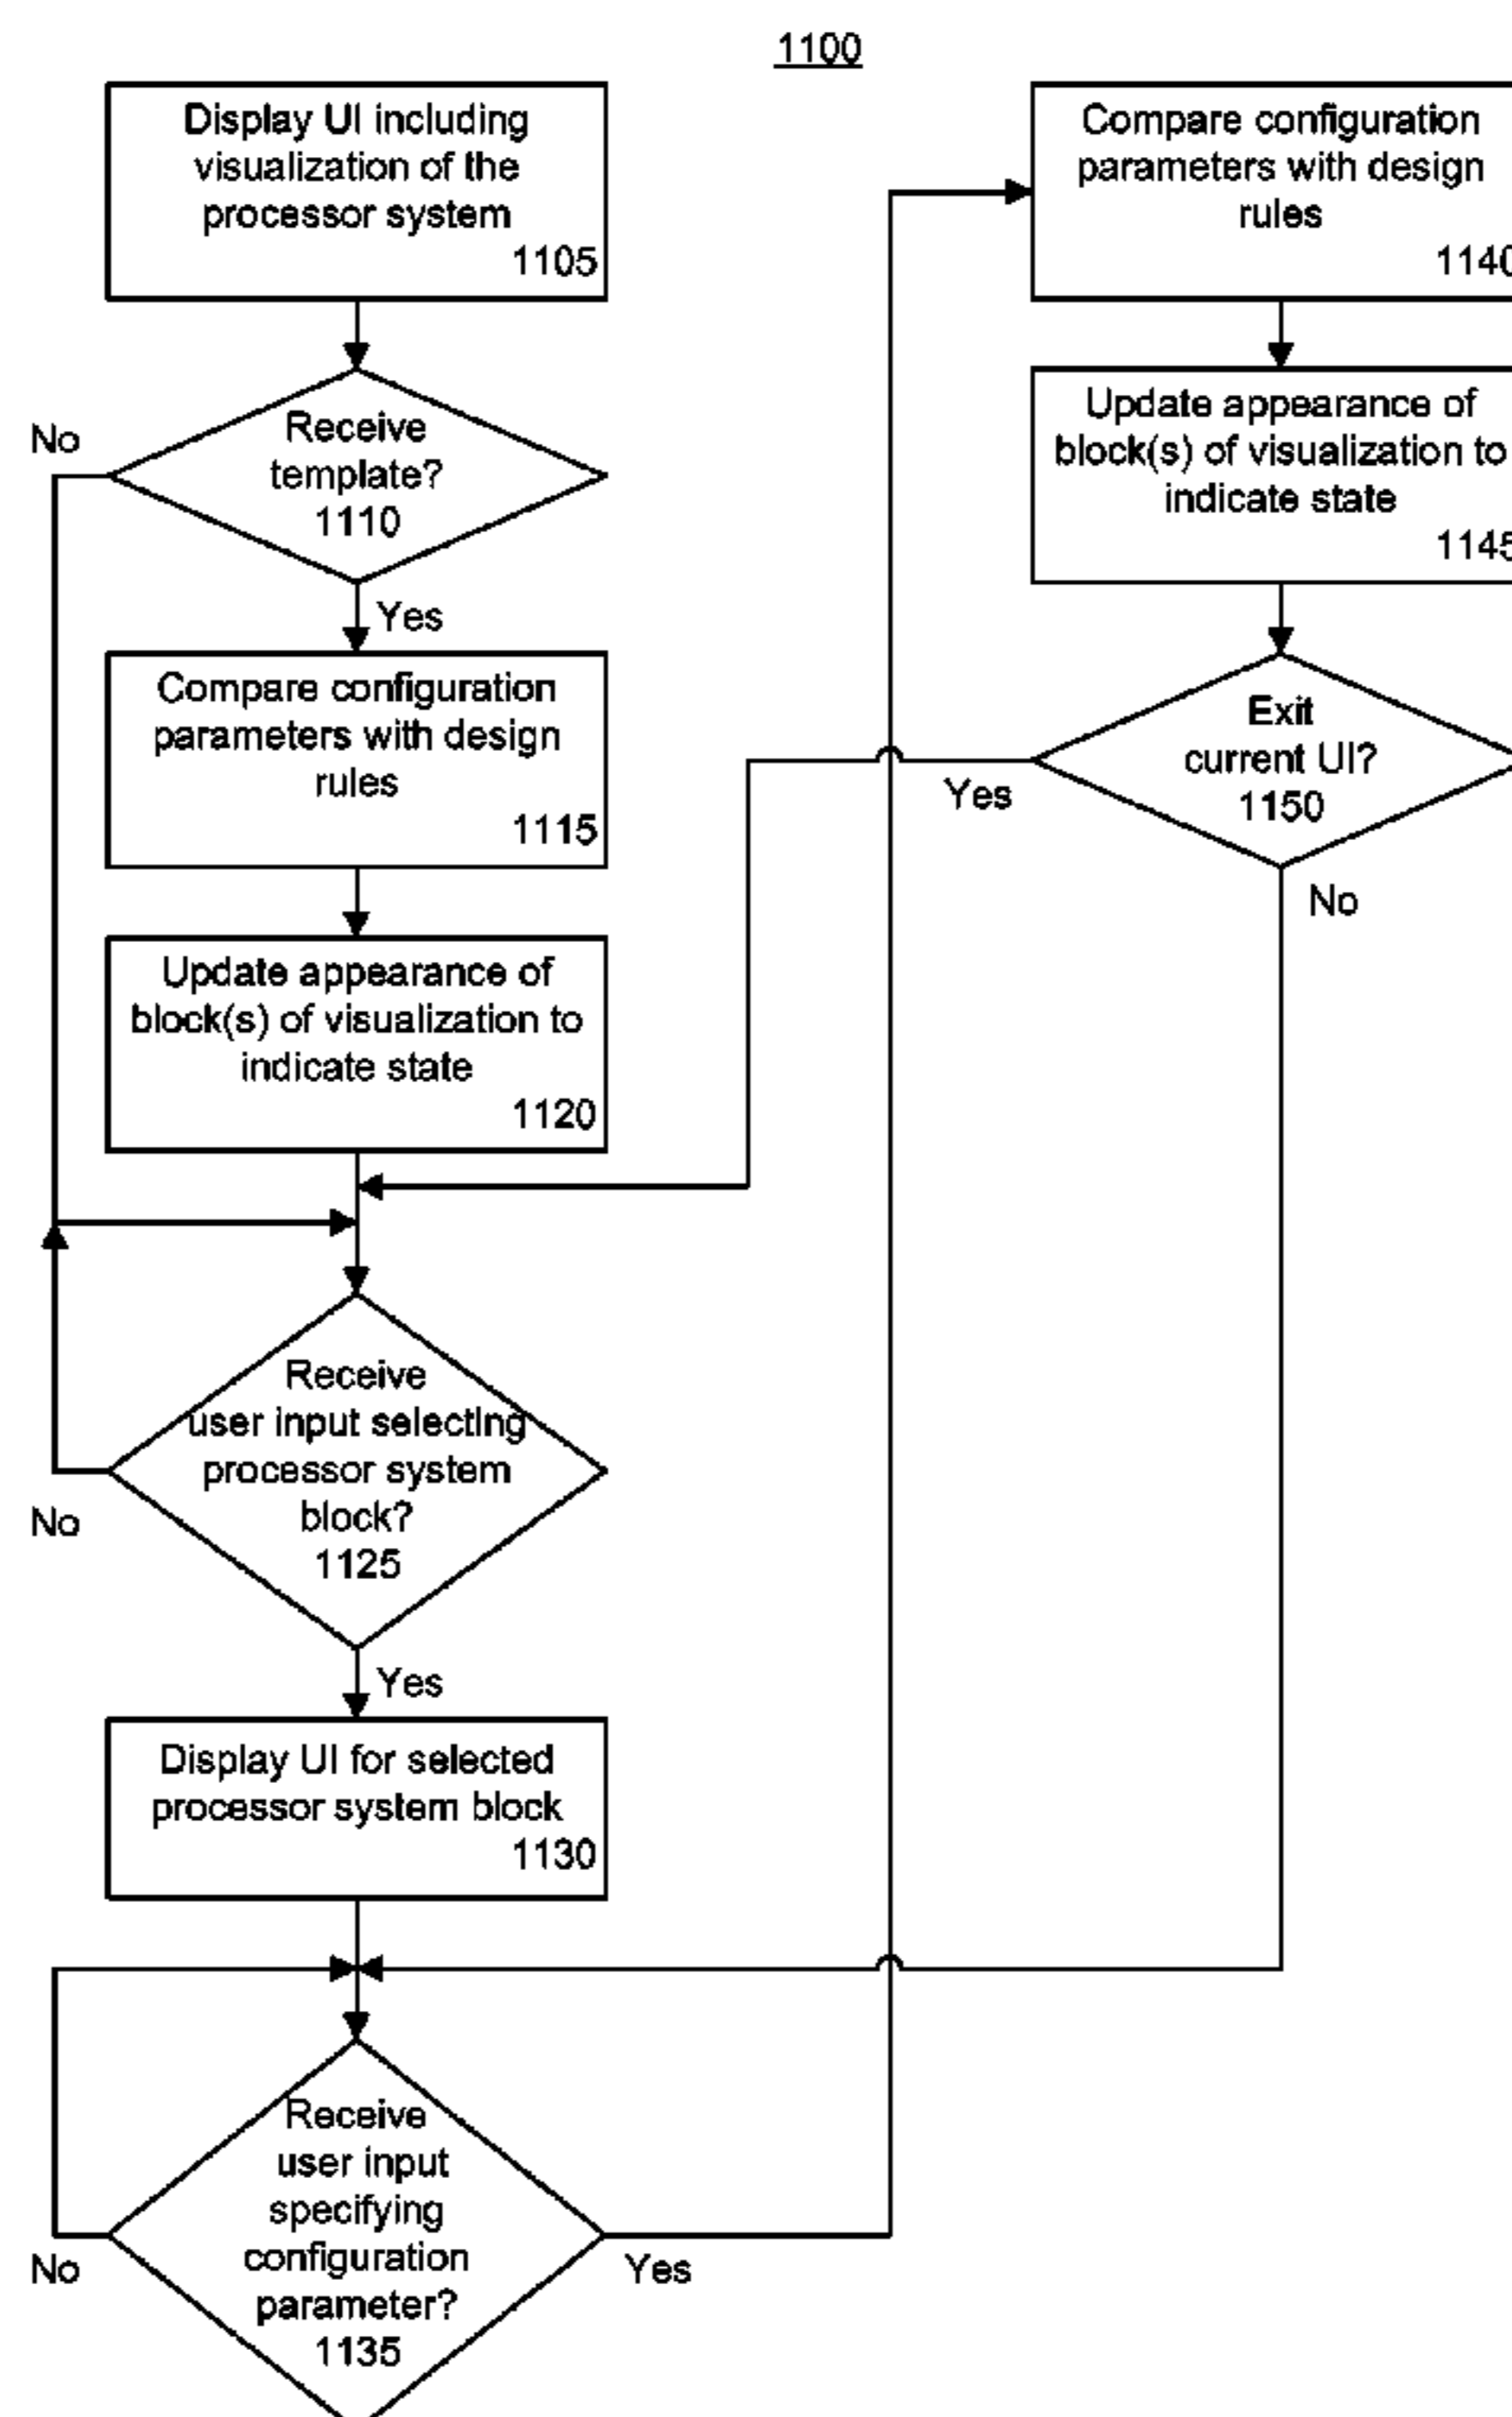 1100
Display UI including
visualization of the
processor system
1105
Receive
template?
1110
No
Yes
Compare configuration
parameters with design
rules
1115
Update appearance of
block(s) of visualization to
indicate state
1120
Receive
user input selecting
processor system
block?
1125
No
Yes
Display UI for selected
processor system block
1130
Receive
user input
specifying
configuration
parameter?
1135
No
Yes
Compare configuration
parameters with design
rules
1140
Update appearance of
block(s) of visualization to
indicate state
1145
Exit
current UI?
1150
Yes
No